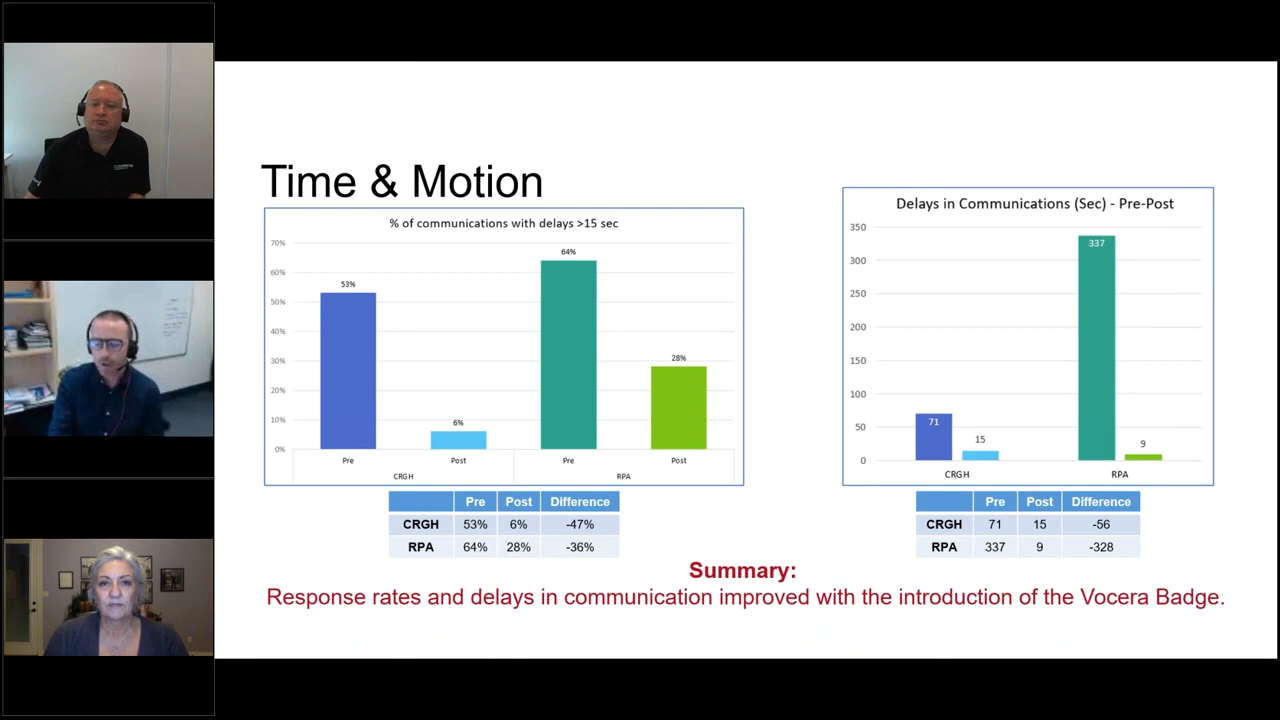 Time & Motion
% of communications with delays >15 sec
70%
60%
50%
40%
30%
20%
10%
0%
53%
6%
64%
28%
Pre
Post
Pre
Post
CRGH
RPA
Pre Post Difference
CRGH 53% 6% -47%
RPA 64% 28% -36%
Delays in Communications (Sec) - Pre-Post
350
300
250
200
150
100
50
0
71
15
337
9
CRGH
RPA
Pre Post Difference
CRGH 71 15 -56
RPA 337 9 -328
Summary:
Response rates and delays in communication improved with the introduction of the Vocera Badge.